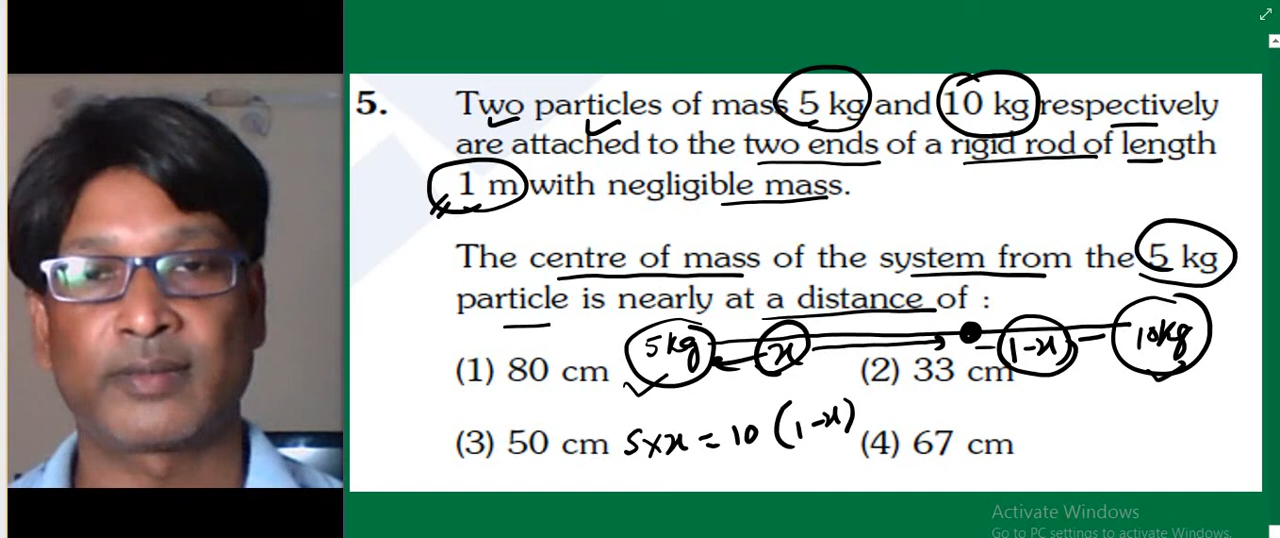 5. Two particles of mass 5 kg and 10 kg respectively
are attached to the two ends of a rigid rod of length
1 m with negligible mass.
The centre of mass of the system from the 5 kg
particle is nearly at a distance of :
5kg x 1-x 10kg
(1) 80 cm (2) 33 cm
(3) 50 cm 5×x = 10 (1-x) (4) 67 cm
Activate Windows
Go to PC settings to activate Windows.